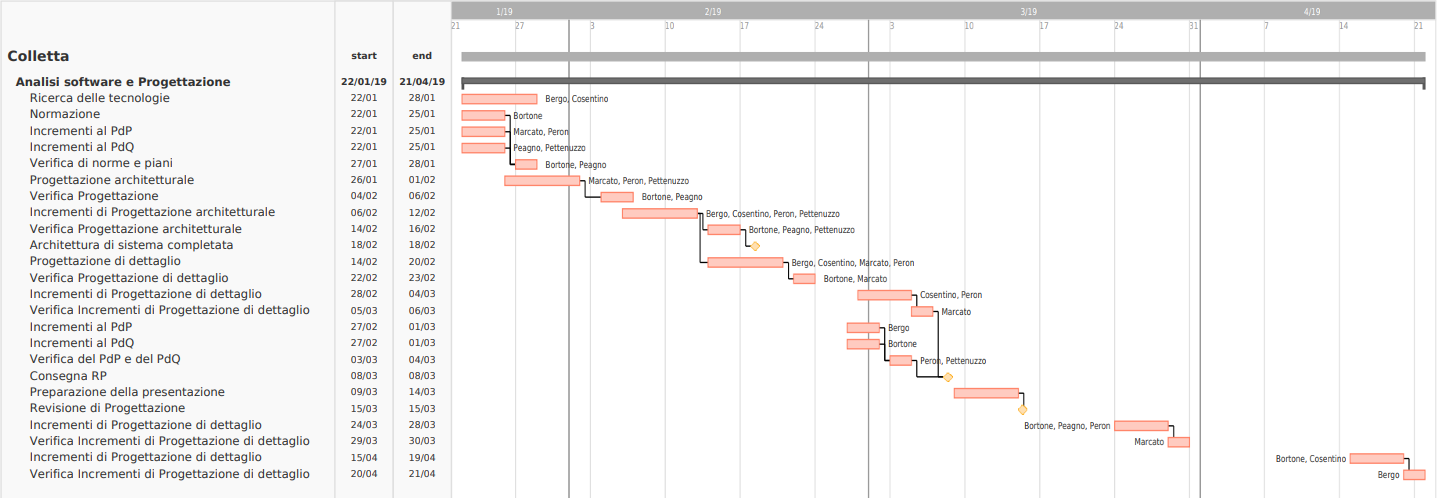 1/19 2/19 3/19 4/19
21 27 3 10 17 24 3 10 17 24 31 7 14 21
Colletta start end
Analisi software e Progettazione 22/01/19 21/04/19
Ricerca delle tecnologie 22/01 28/01 Bergo, Cosentino
Normazione 22/01 25/01 Bortone
Incrementi al PdP 22/01 25/01 Marcato, Peron
Incrementi al PdQ 22/01 25/01 Peagno, Pettenuzzo
Verifica di norme e piani 27/01 28/01 Bortone, Peagno
Progettazione architetturale 26/01 01/02 Marcato, Peron, Pettenuzzo
Verifica Progettazione 04/02 06/02 Bortone, Peagno
Incrementi di Progettazione architetturale 06/02 12/02 Bergo, Cosentino, Peron, Pettenuzzo
Verifica Progettazione architetturale 14/02 16/02 Bortone, Peagno, Pettenuzzo
Architettura di sistema completata 18/02 18/02
Progettazione di dettaglio 14/02 20/02 Bergo, Cosentino, Marcato, Peron
Verifica Progettazione di dettaglio 22/02 23/02 Bortone, Marcato
Incrementi di Progettazione di dettaglio 28/02 04/03 Cosentino, Peron
Verifica Incrementi di Progettazione di dettaglio 05/03 06/03 Marcato
Incrementi al PdP 27/02 01/03 Bergo
Incrementi al PdQ 27/02 01/03 Bortone
Verifica del PdP e del PdQ 03/03 04/03 Peron, Pettenuzzo
Consegna RP 08/03 08/03
Preparazione della presentazione 09/03 14/03
Revisione di Progettazione 15/03 15/03
Incrementi di Progettazione di dettaglio 24/03 28/03 Bortone, Peagno, Peron
Verifica Incrementi di Progettazione di dettaglio 29/03 30/03 Marcato
Incrementi di Progettazione di dettaglio 15/04 19/04 Bortone, Cosentino
Verifica Incrementi di Progettazione di dettaglio 20/04 21/04 Bergo